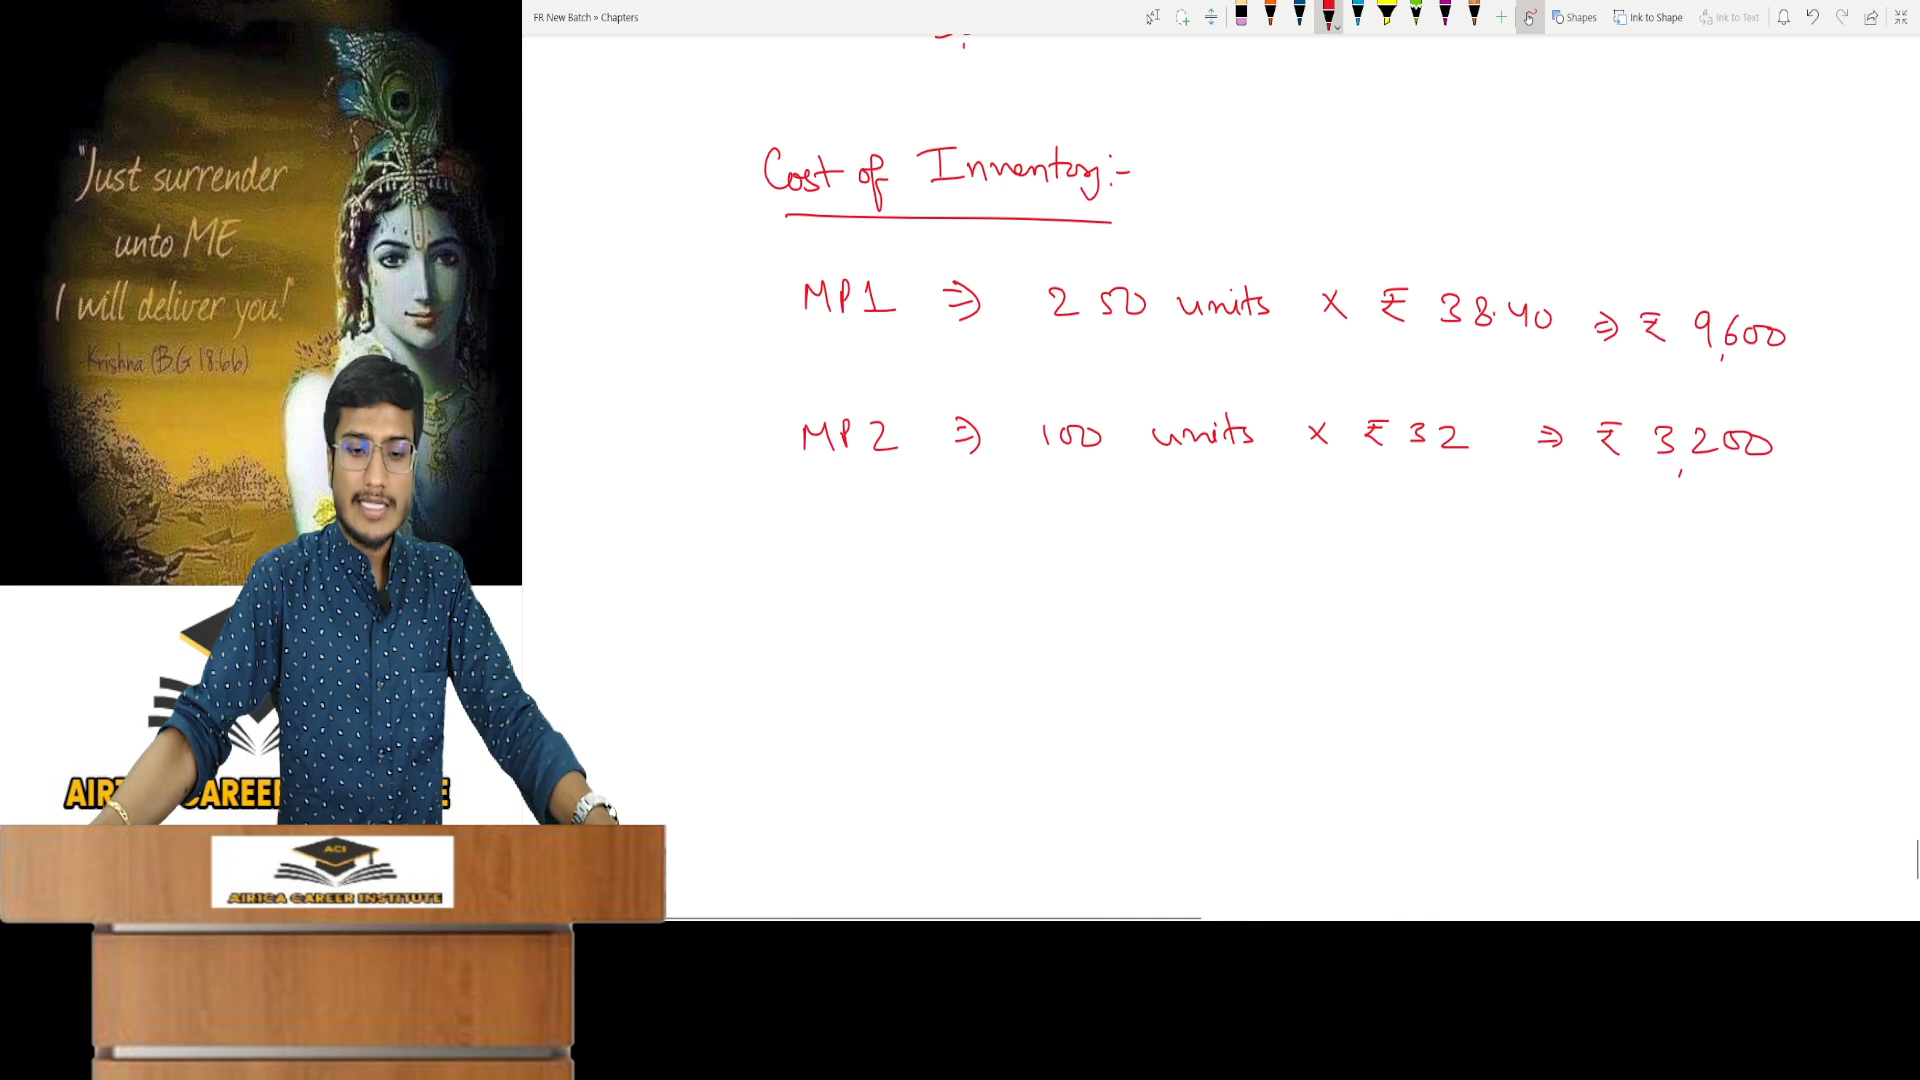 FR New Batch » Chapters
Shapes
Ink to Shape
Ink to Text
"Just surrender
unto ME
I will deliver you!"
-Krishna (B.G 18:66)
Cost of Inventory:-
MP1 ⇒ 250 units × ₹ 38.40 ⇒ ₹ 9,600
MP2 ⇒ 100 units × ₹ 32 ⇒ ₹ 3,200
ACI
AIR1CA CAREER INSTITUTE